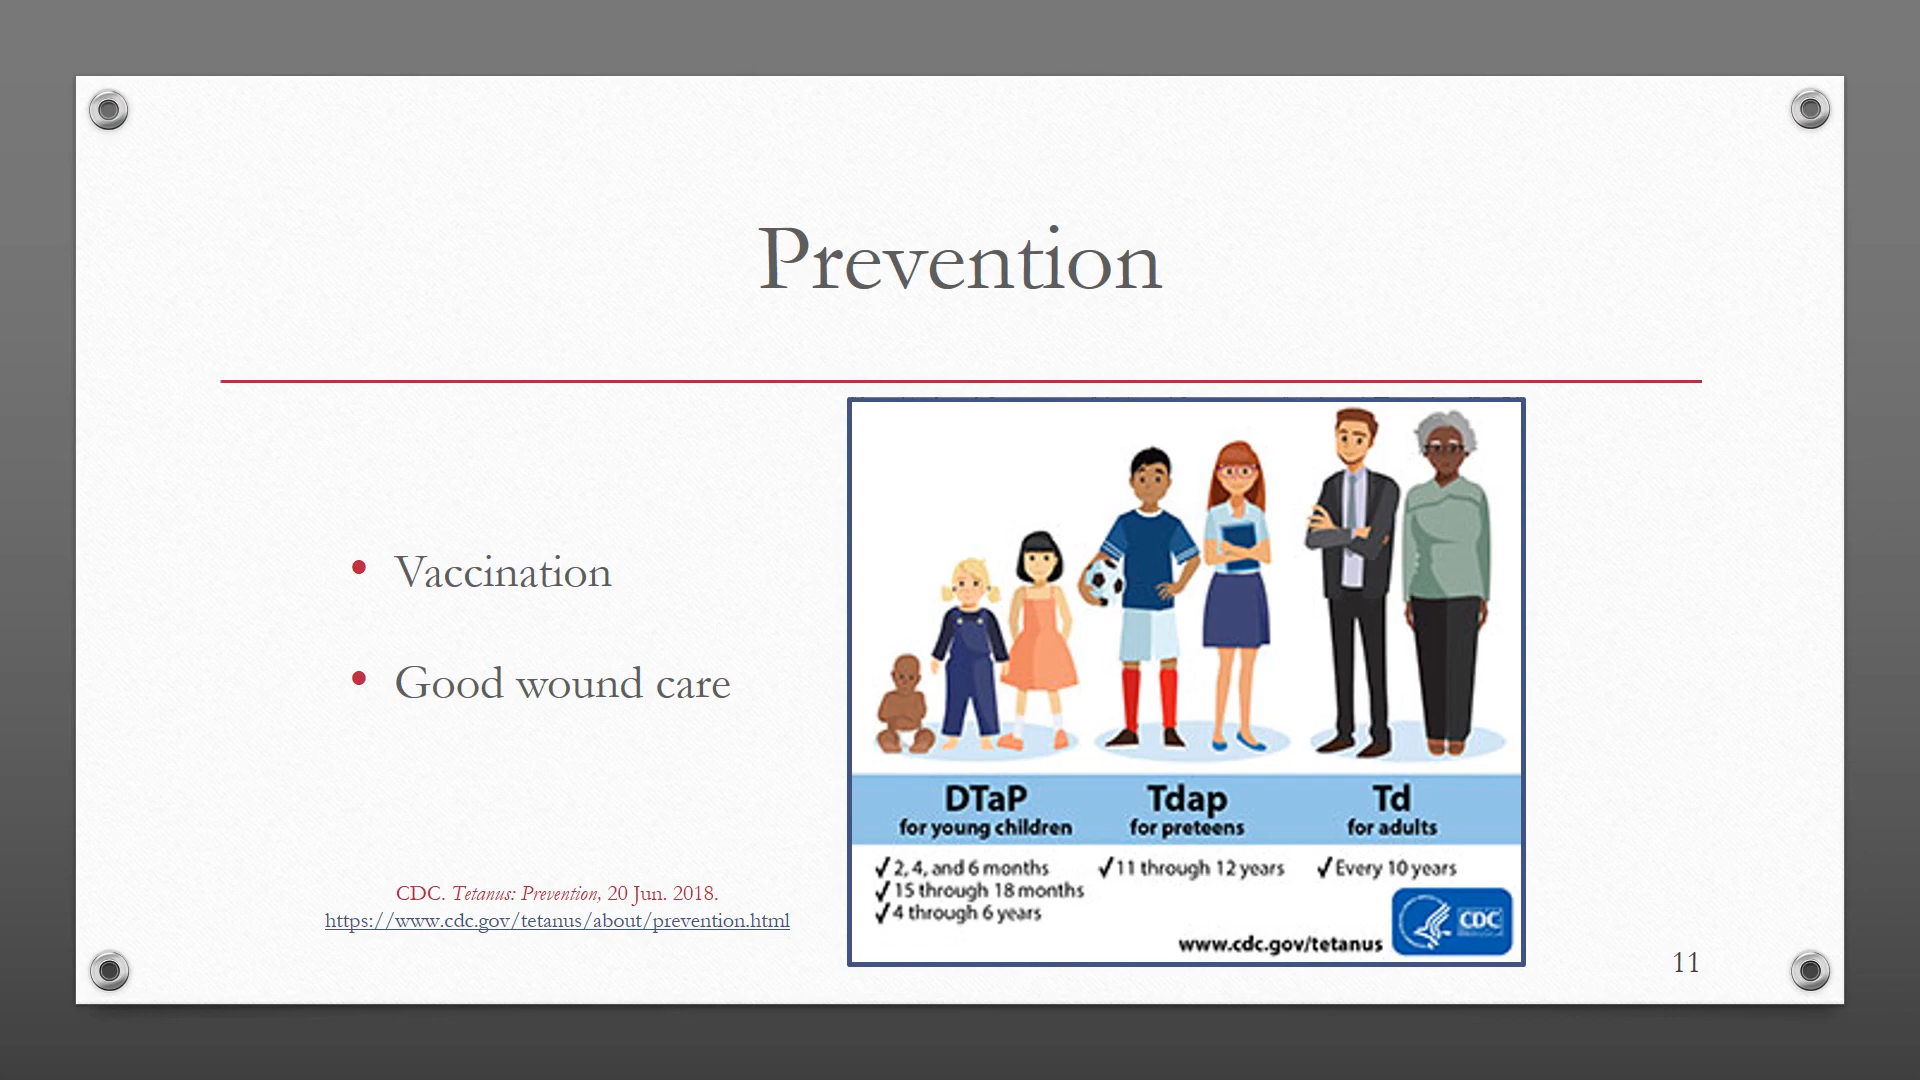 Prevention
• Vaccination
• Good wound care
CDC. Tetanus: Prevention, 20 Jun. 2018.
https://www.cdc.gov/tetanus/about/prevention.html
DTaP
for young children
✓ 2, 4, and 6 months
✓ 15 through 18 months
✓ 4 through 6 years
Tdap
for preteens
✓ 11 through 12 years
Td
for adults
✓ Every 10 years
www.cdc.gov/tetanus
CDC
11